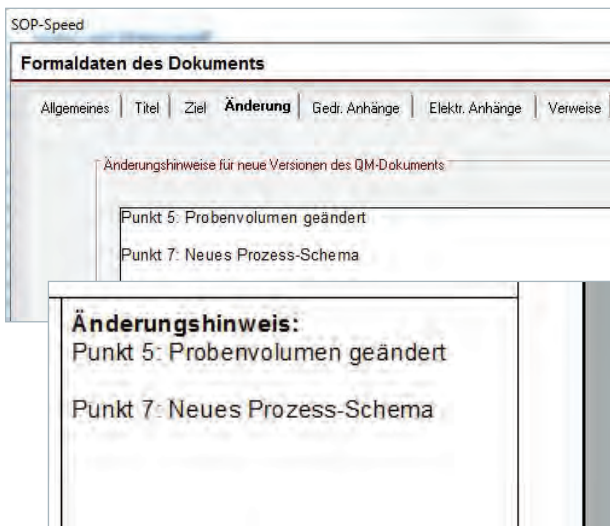 SOP-Speed
Formaldaten des Dokuments
Allgemeines | Titel | Ziel | Änderung | Gedr. Anhänge | Elektr. Anhänge | Verweise
Änderungshinweise für neue Versionen des QM-Dokuments
Punkt 5: Probenvolumen geändert
Punkt 7: Neues Prozess-Schema
Änderungshinweis:
Punkt 5: Probenvolumen geändert
Punkt 7: Neues Prozess-Schema